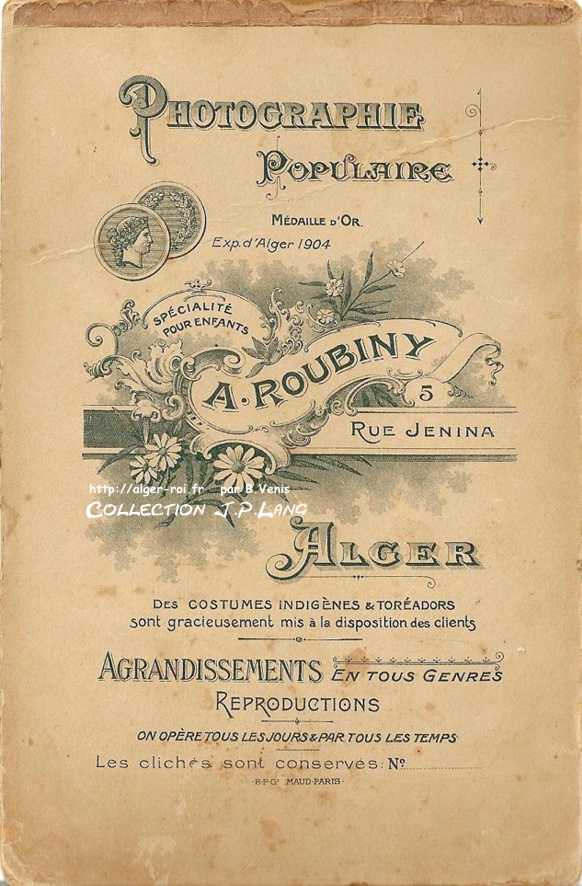 PHOTOGRAPHIE
POPULAIRE
MÉDAILLE D'OR.
Exp. d'Alger 1904
SPÉCIALITÉ
POUR ENFANTS
A. ROUBINY
5
RUE JENINA
http://alger-roi.fr par B.Venis
COLLECTION J.P.LANG
ALGER
DES COSTUMES INDIGÈNES & TORÉADORS
sont gracieusement mis à la disposition des clients
AGRANDISSEMENTS EN TOUS GENRES
REPRODUCTIONS
ON OPÈRE TOUS LES JOURS & PAR TOUS LES TEMPS
Les clichés sont conservés: No
MAUD-PARIS